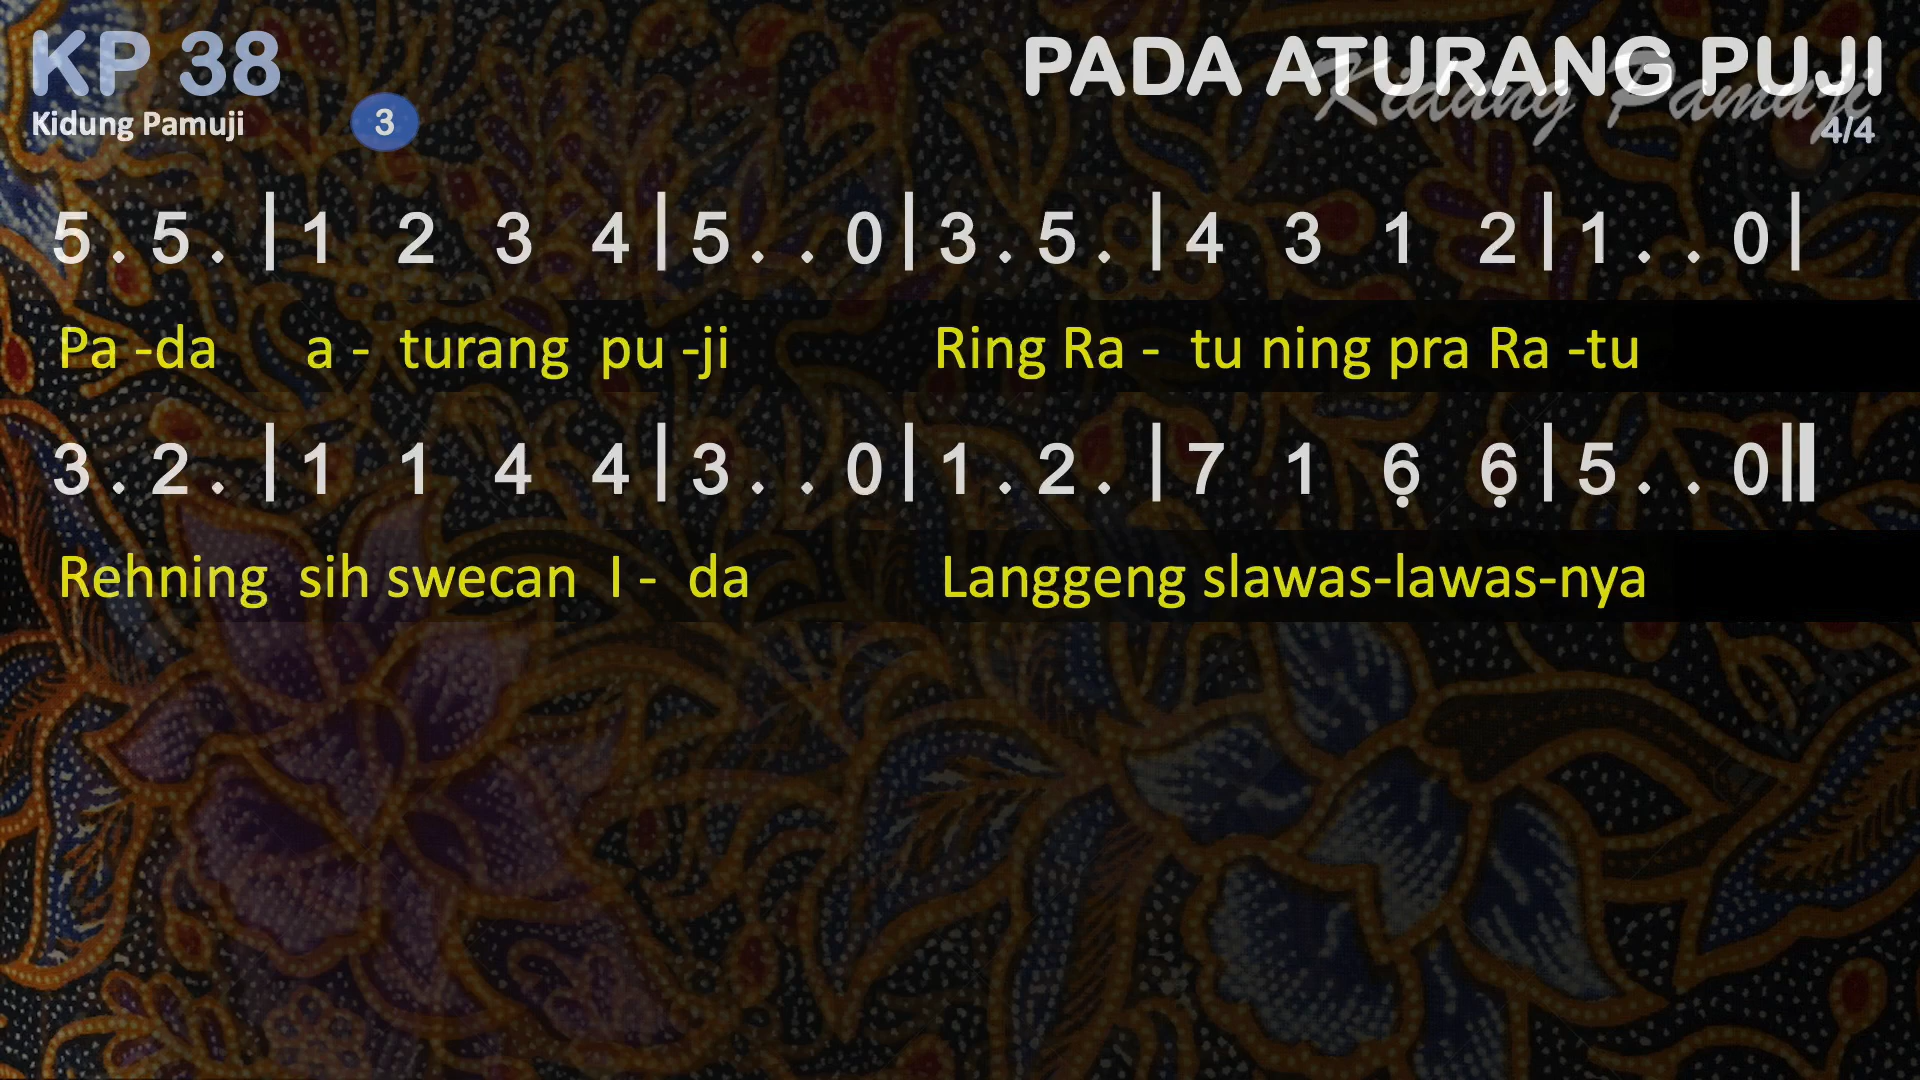 KP 38
PADA ATURANG PUJI
Kidung Pamuji
Kidung Pamuji
3
4/4
5 . 5 . | 1 2 3 4 | 5 . . 0 | 3 . 5 . | 4 3 1 2 | 1 . . 0 |
Pa -da a - turang pu -ji Ring Ra - tu ning pra Ra -tu
3 . 2 . | 1 1 4 4 | 3 . . 0 | 1 . 2 . | 7 1 6̣ 6̣ | 5 . . 0 ||
Rehning sih swecan I - da Langgeng slawas-lawas-nya